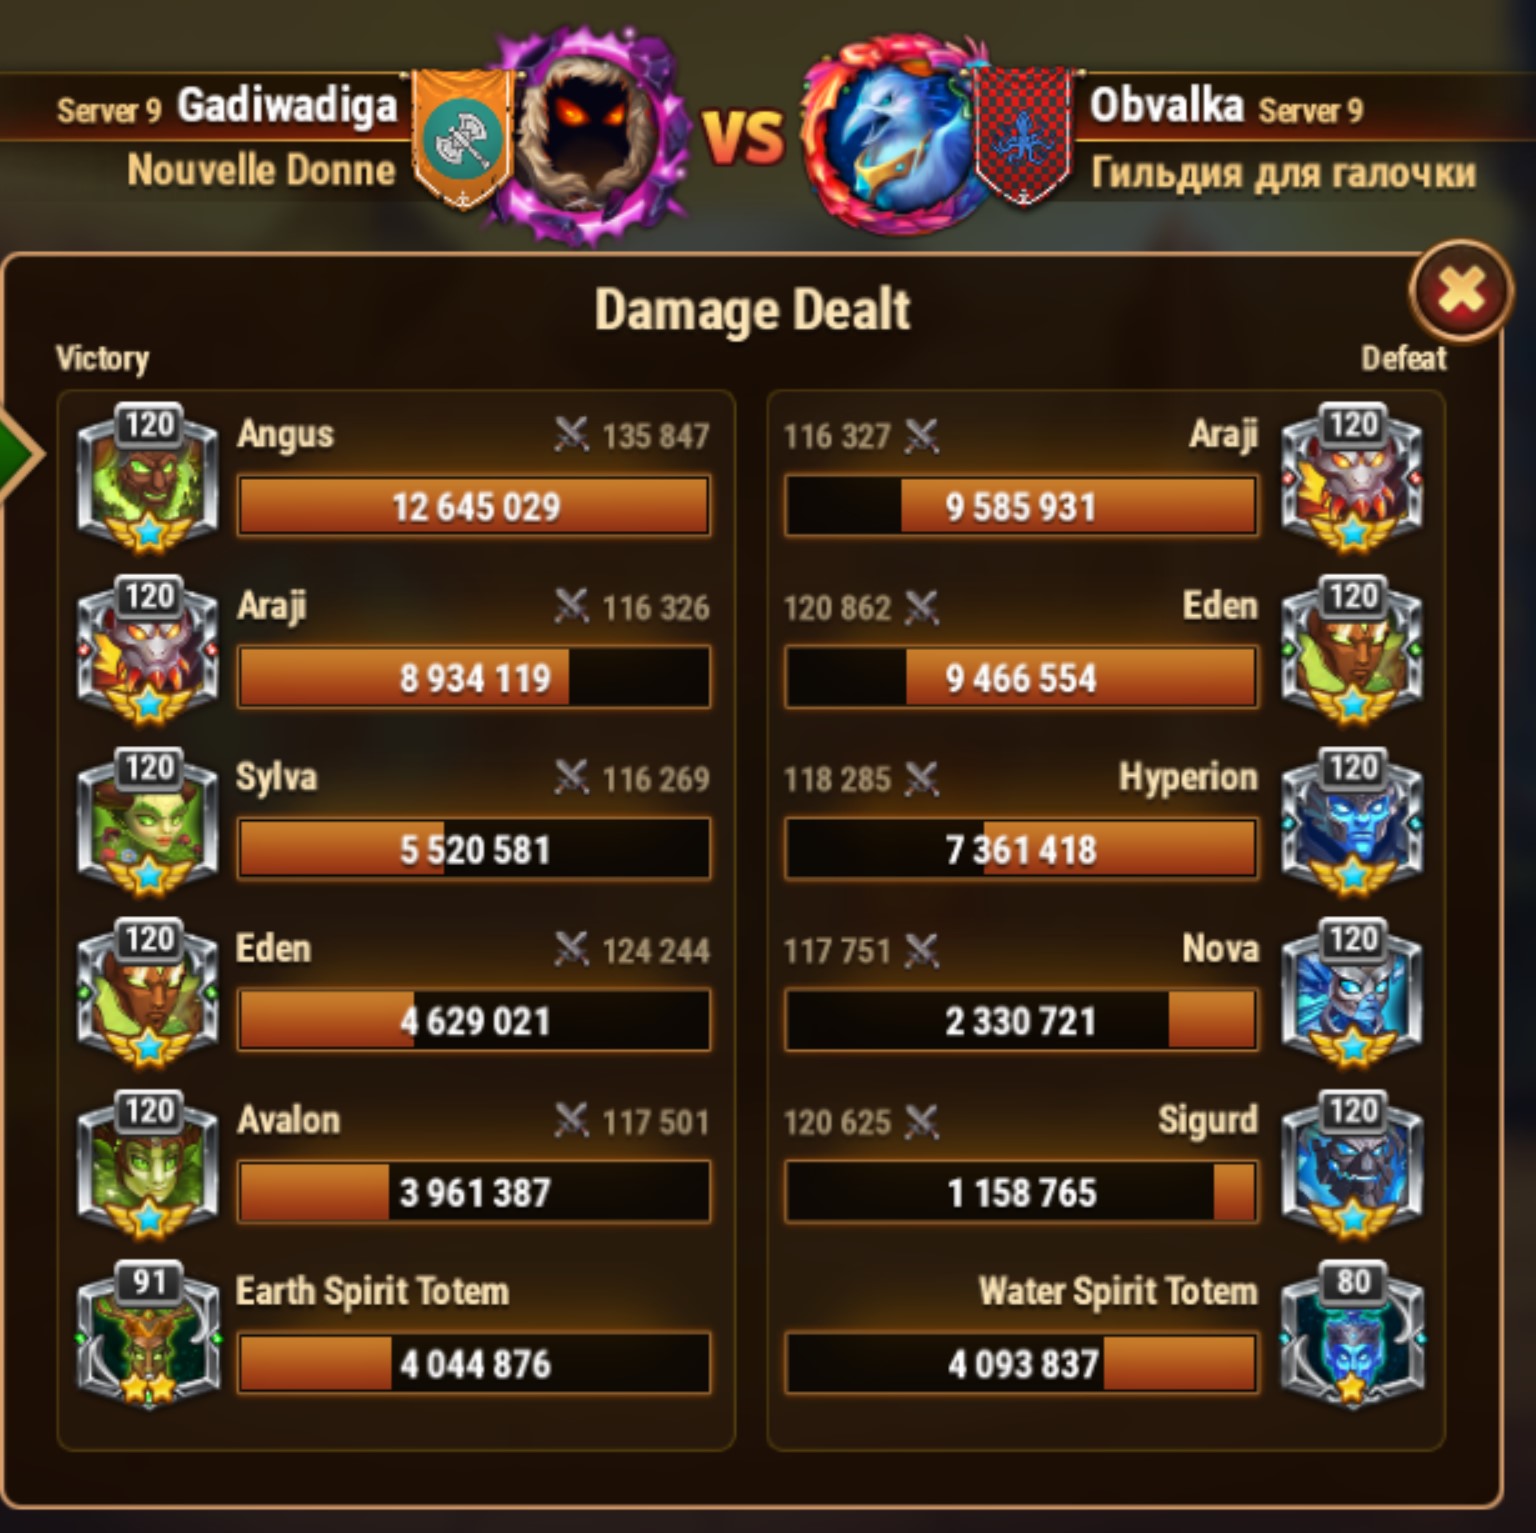 Server 9 Gadiwadiga
Nouvelle Donne
VS
Obvalka Server 9
Гильдия для галочки
Damage Dealt
Victory
Defeat
120 Angus 135 847
12 645 029
116 327 Araji 120
9 585 931
120 Araji 116 326
8 934 119
120 862 Eden 120
9 466 554
120 Sylva 116 269
5 520 581
118 285 Hyperion 120
7 361 418
120 Eden 124 244
4 629 021
117 751 Nova 120
2 330 721
120 Avalon 117 501
3 961 387
120 625 Sigurd 120
1 158 765
91 Earth Spirit Totem
4 044 876
Water Spirit Totem 80
4 093 837